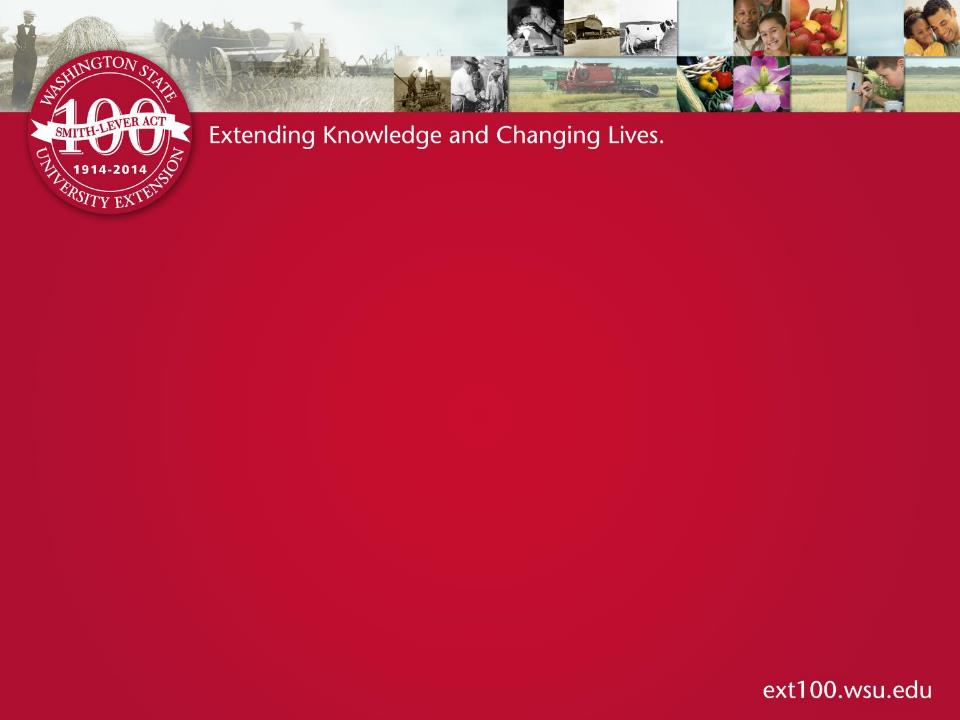 WASHINGTON STATE
100
SMITH-LEVER ACT
1914-2014
UNIVERSITY EXTENSION
Extending Knowledge and Changing Lives.
ext100.wsu.edu